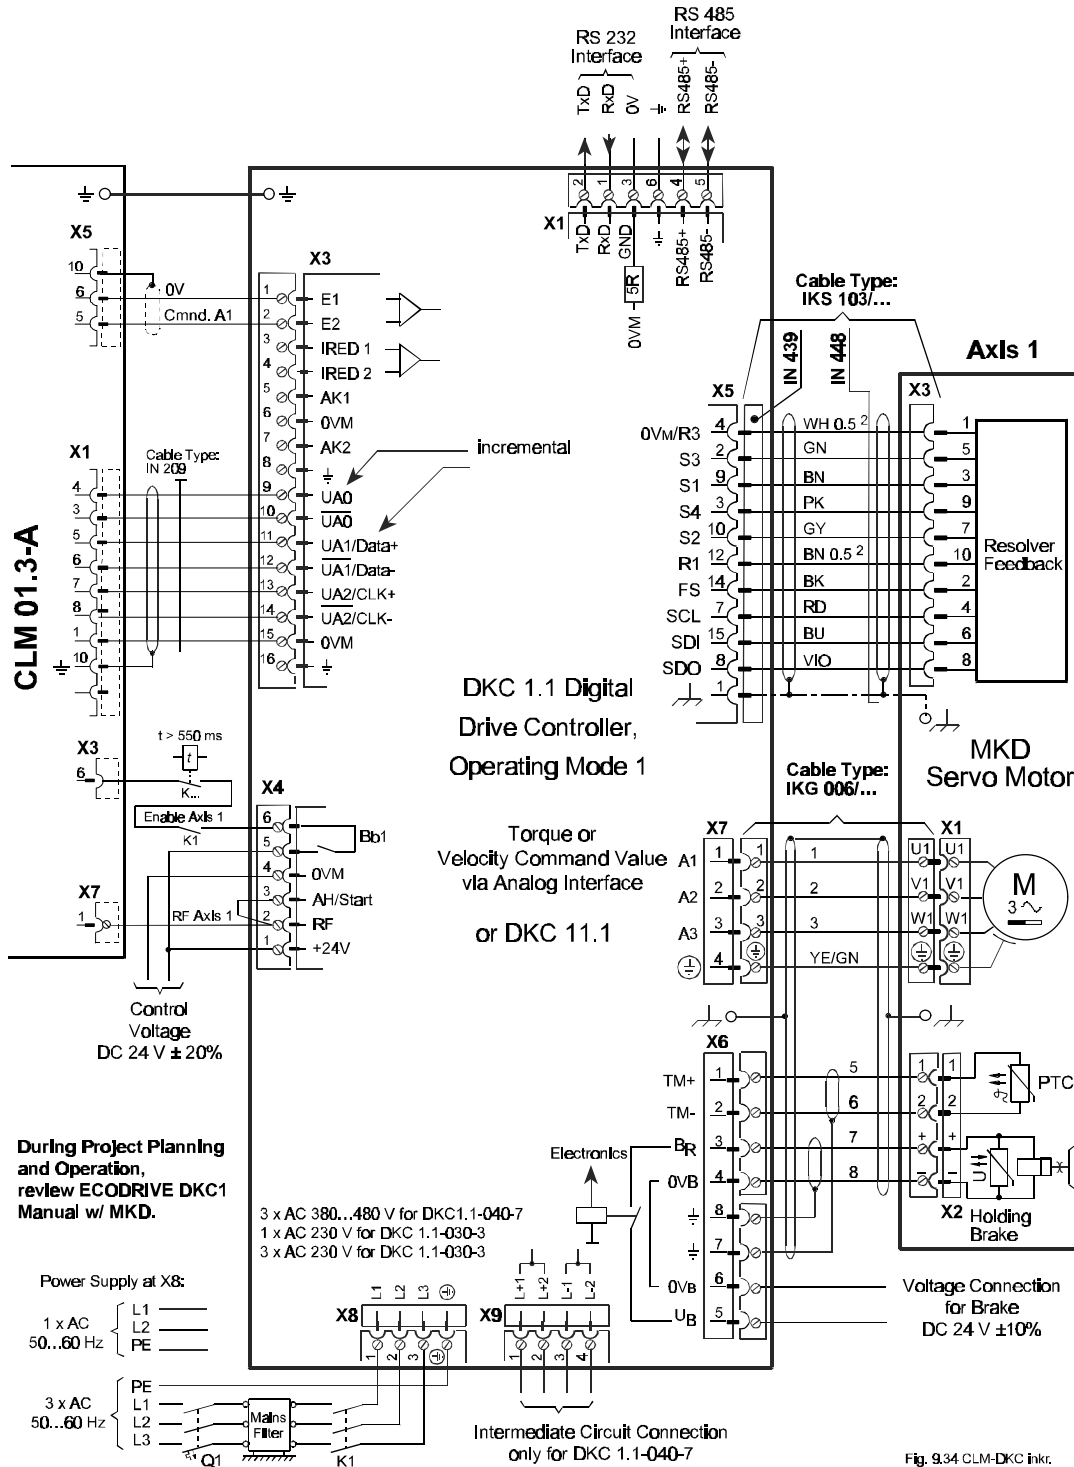 RS 485
Interface
RS 232
Interface
TxD
RxD
0V
RS485+
RS485-
2
1
3
6
4
5
X1
TxD
RxD
GND
RS485+
RS485-
5R
0VM
CLM 01.3-A
X5
10
6
5
0V
Cmnd. A1
X3
1 E1
2 E2
3 IRED 1
4 IRED 2
5 AK1
6 0VM
7 AK2
8
9 UA0
10 UA0
11 UA1/Data+
12 UA1/Data-
13 UA2/CLK+
14 UA2/CLK-
15 0VM
16
incremental
X1
4
3
5
6
7
8
1
10
Cable Type:
IN 209
X3
6
t > 550 ms
t
K...
Enable Axis 1
K1
X4
6
5
Bb1
4 0VM
3 AH/Start
2 RF
1 +24V
X7
1
RF Axis 1
Control
Voltage
DC 24 V ± 20%
DKC 1.1 Digital
Drive Controller,
Operating Mode 1
Torque or
Velocity Command Value
via Analog Interface
or DKC 11.1
Cable Type:
IKS 103/...
IN 439
IN 448
Axis 1
X5
X3
0VM/R3 4 WH 0.5 2 1
S3 2 GN 5
S1 9 BN 3
S4 3 PK 9
S2 10 GY 7
R1 12 BN 0.5 2 10
FS 14 BK 2
SCL 7 RD 4
SDI 15 BU 6
SDO 8 VIO 8
1
Resolver
Feedback
MKD
Servo Motor
Cable Type:
IKG 006/...
X7
X1
A1 1 1 1 U1 U1
A2 2 2 2 V1 V1
A3 3 3 3 W1 W1
4 YE/GN
M
3
X6
TM+ 1 5 1 1
TM- 2 6 2 2
BR 3 7 + +
0VB 4 8 - -
8
7
0VB 6
UB 5
PTC
U
X2
Holding
Brake
Electronics
Voltage Connection
for Brake
DC 24 V ±10%
During Project Planning
and Operation,
review ECODRIVE DKC1
Manual w/ MKD.
3 x AC 380...480 V for DKC1.1-040-7
1 x AC 230 V for DKC 1.1-030-3
3 x AC 230 V for DKC 1.1-030-3
Power Supply at X8:
1 x AC
50...60 Hz
L1
L2
PE
3 x AC
50...60 Hz
PE
L1
L2
L3
Q1
Mains
Filter
K1
L1
L2
L3
X8
1
2
3
L+1
L+2
L-1
L-2
X9
1
2
3
4
Intermediate Circuit Connection
only for DKC 1.1-040-7
Fig. 9.34 CLM-DKC inkr.